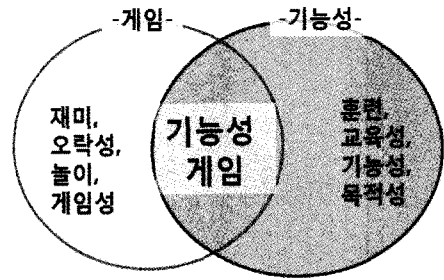 -게임-
-기능성-
재미,
오락성,
놀이,
게임성
기능성
게임
훈련,
교육성,
기능성,
목적성